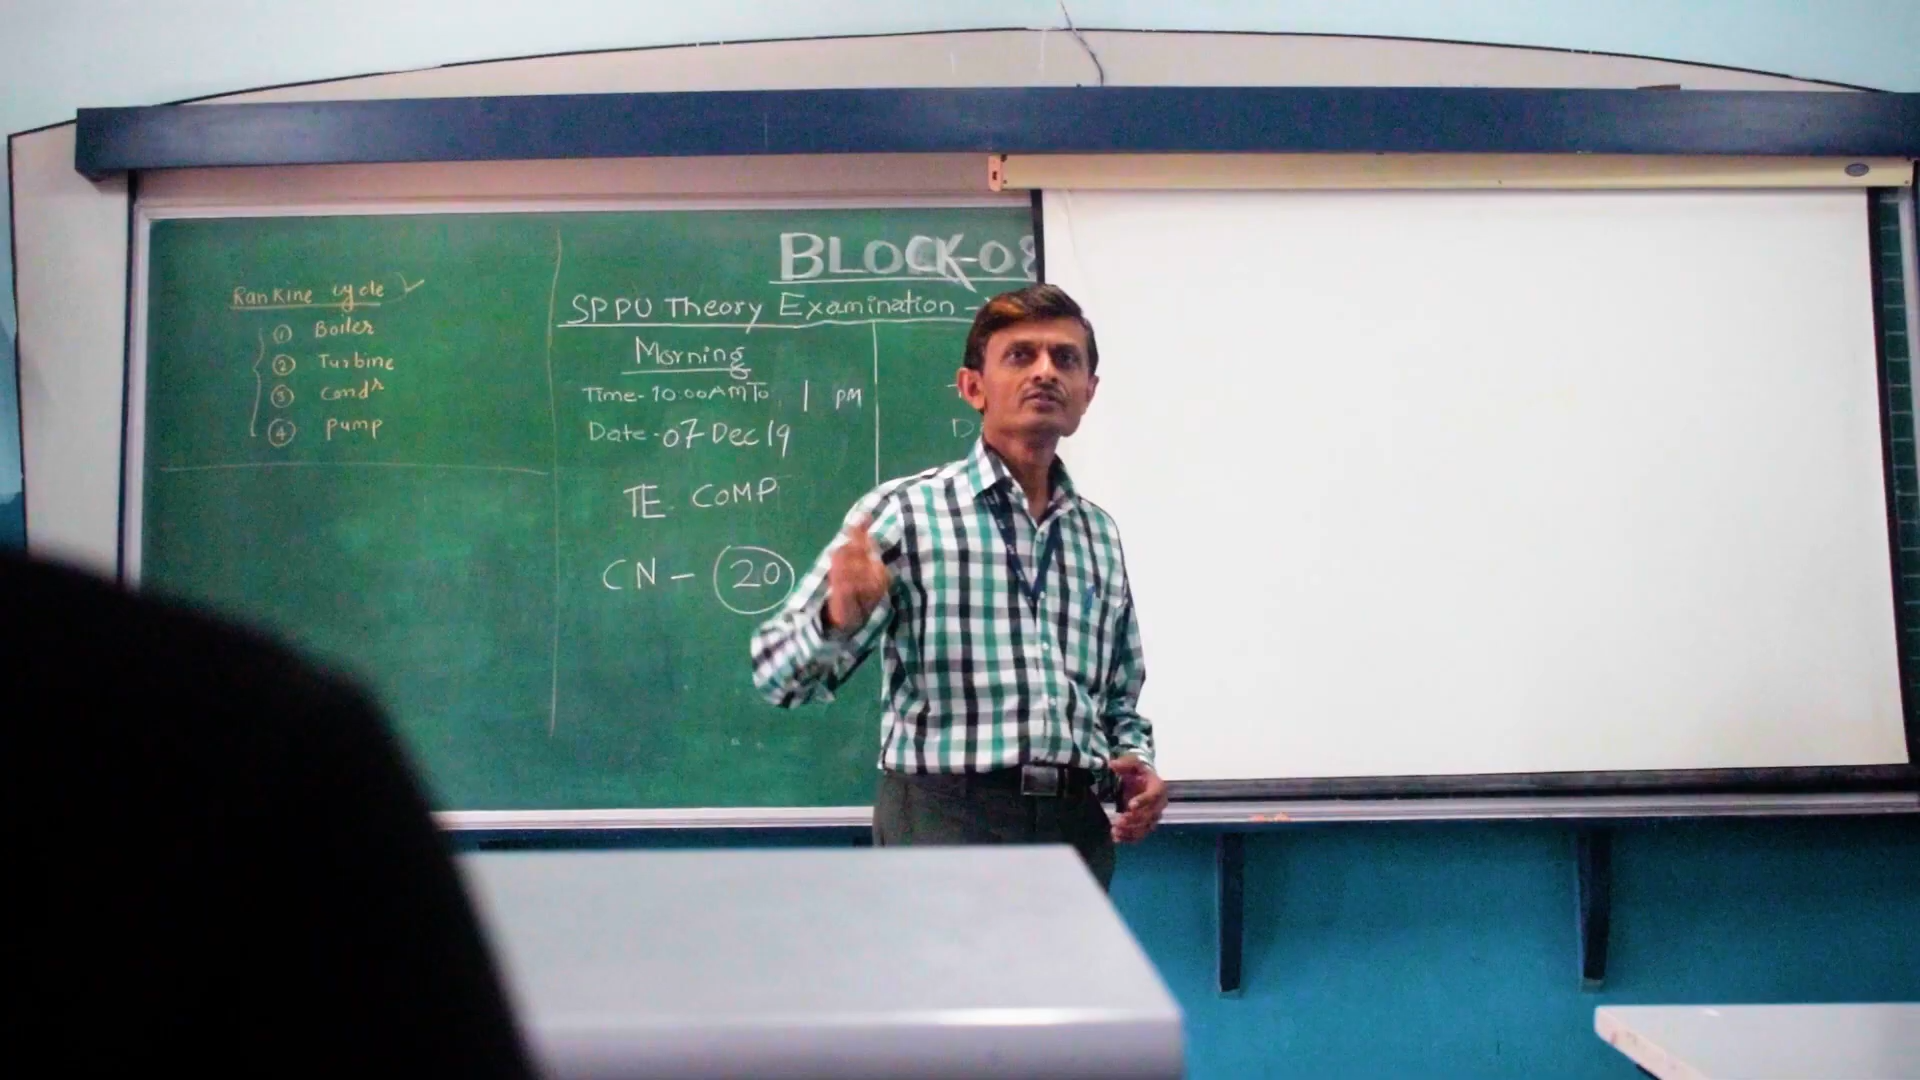 Rankine cycle
① Boiler
② Turbine
③ Condr
④ pump
BLOCK-08
SPPU Theory Examination -
Morning
Time- 10:00AM To 1 PM
Date- 07 Dec 19
TE COMP
CN - 20
D